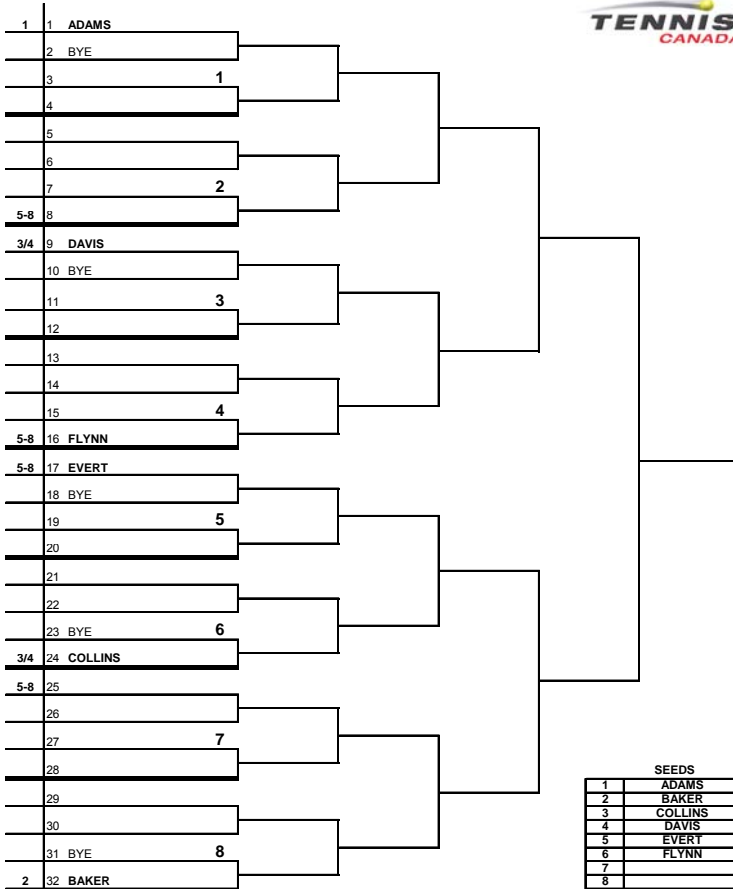 TENNIS
CANADA
1 1 ADAMS
2 BYE
3 1
4
5
6
7 2
5-8 8
3/4 9 DAVIS
10 BYE
11 3
12
13
14
15 4
5-8 16 FLYNN
5-8 17 EVERT
18 BYE
19 5
20
21
22
23 BYE 6
3/4 24 COLLINS
5-8 25
26
27 7
28
29
30
31 BYE 8
2 32 BAKER
SEEDS
1 ADAMS
2 BAKER
3 COLLINS
4 DAVIS
5 EVERT
6 FLYNN
7
8